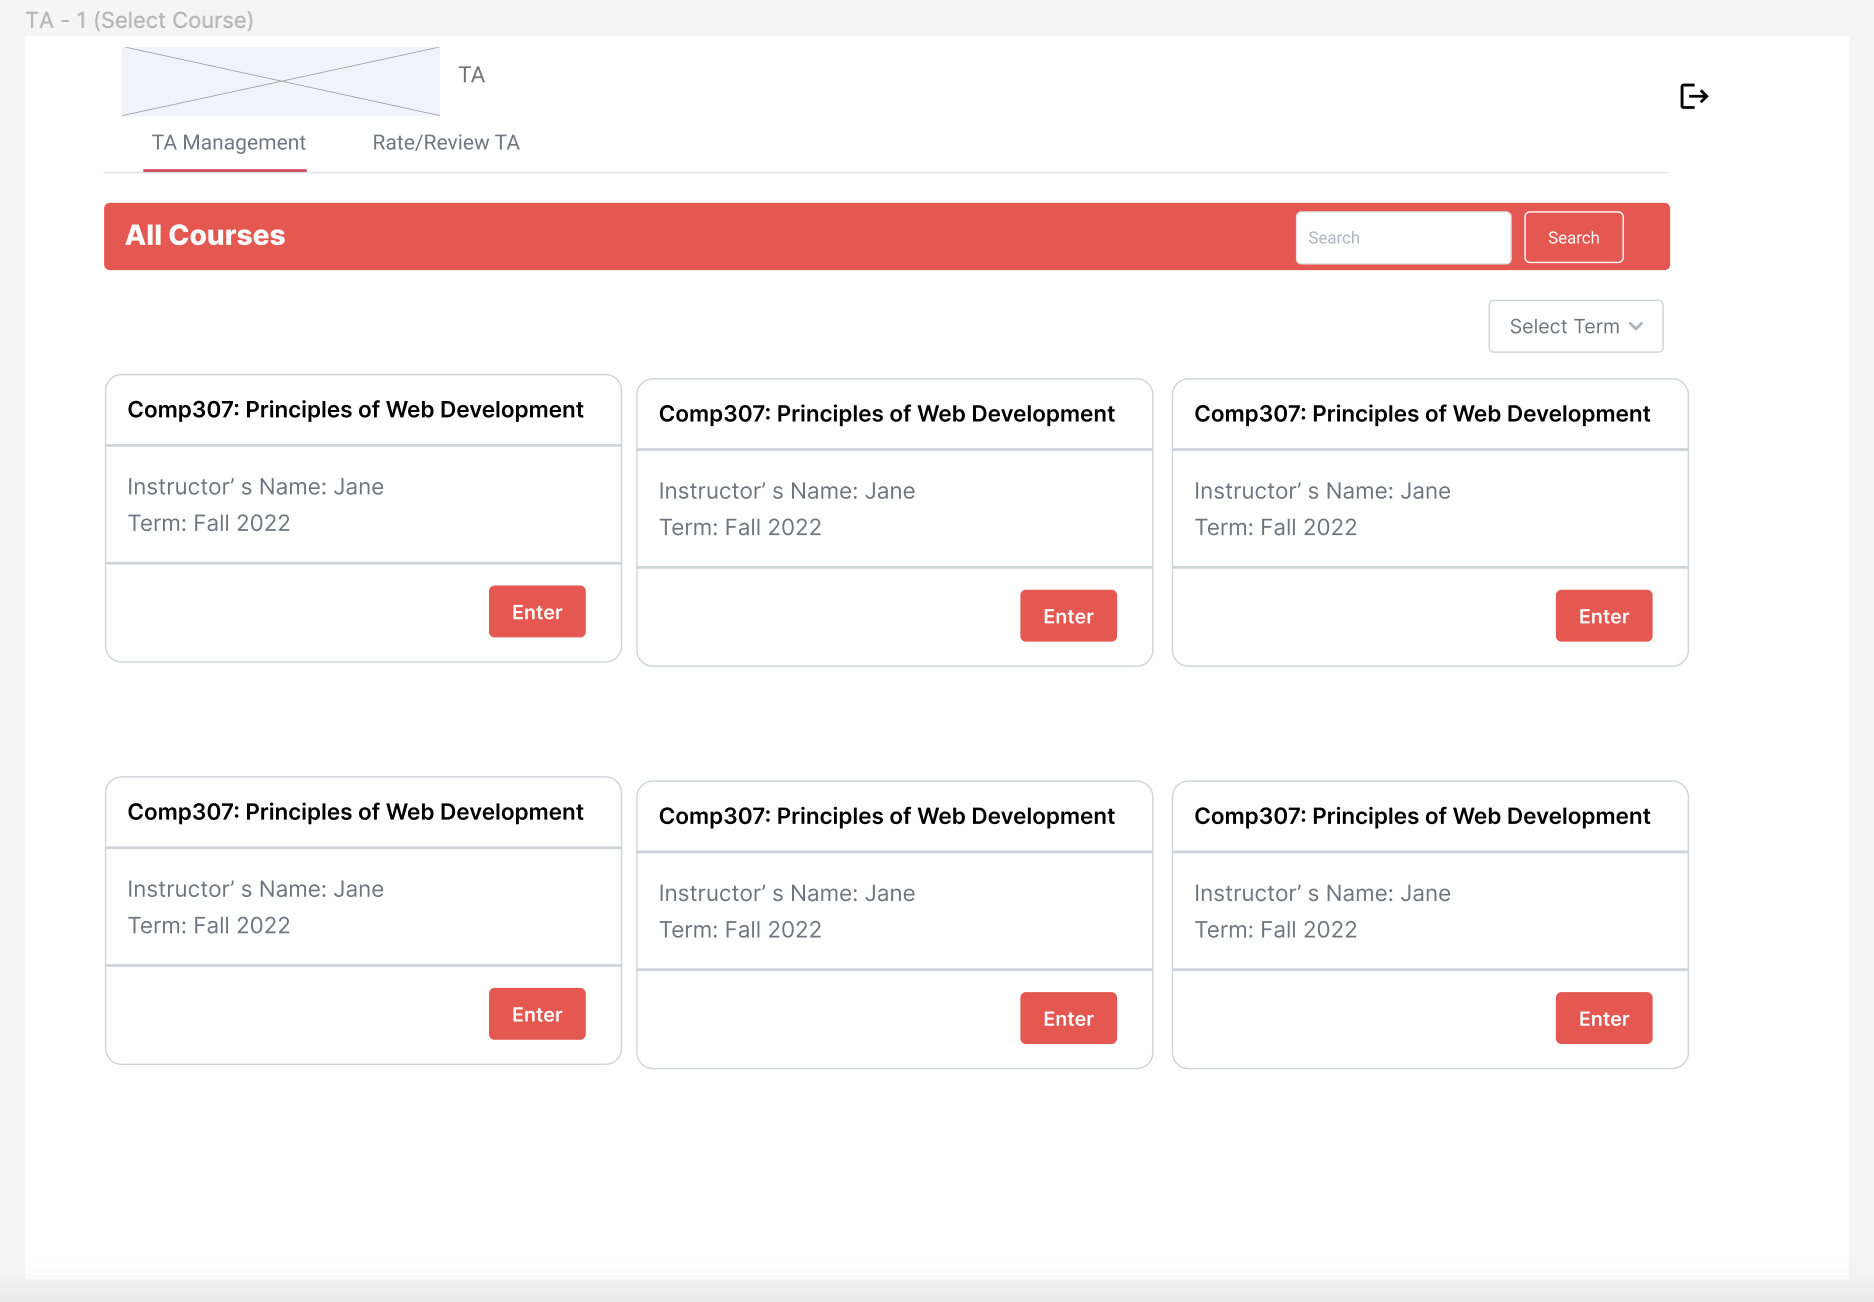 TA - 1 (Select Course)
TA
TA Management
Rate/Review TA
All Courses
Search
Search
Select Term
Comp307: Principles of Web Development
Instructor’ s Name: Jane
Term: Fall 2022
Enter
Comp307: Principles of Web Development
Instructor’ s Name: Jane
Term: Fall 2022
Enter
Comp307: Principles of Web Development
Instructor’ s Name: Jane
Term: Fall 2022
Enter
Comp307: Principles of Web Development
Instructor’ s Name: Jane
Term: Fall 2022
Enter
Comp307: Principles of Web Development
Instructor’ s Name: Jane
Term: Fall 2022
Enter
Comp307: Principles of Web Development
Instructor’ s Name: Jane
Term: Fall 2022
Enter